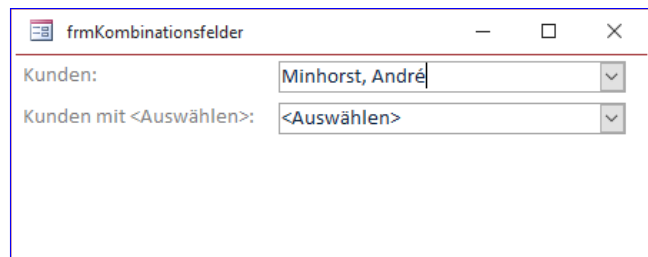 frmKombinationsfelder
Kunden: Minhorst, André
Kunden mit <Auswählen>: <Auswählen>